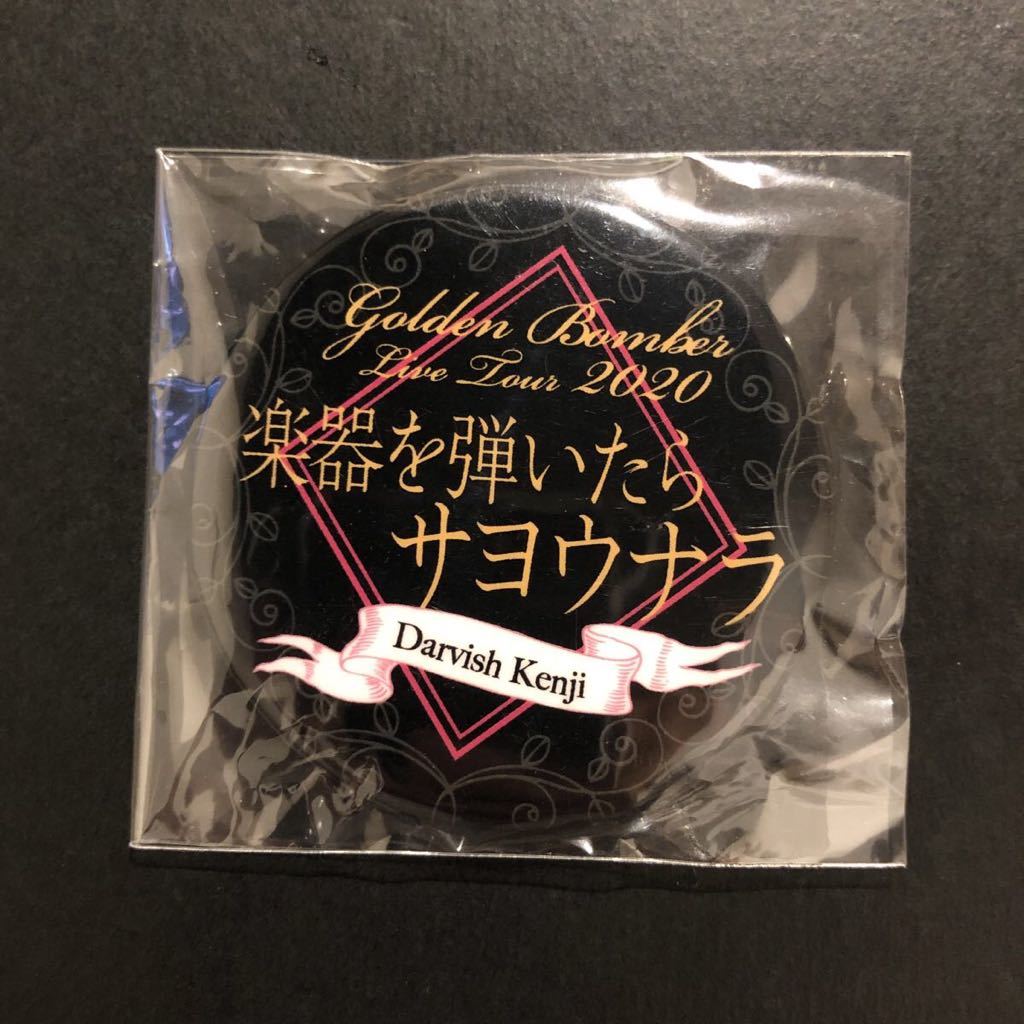 Golden Bomber
Live Tour 2020
楽器を弾いたら
サヨウナラ
Darvish Kenji